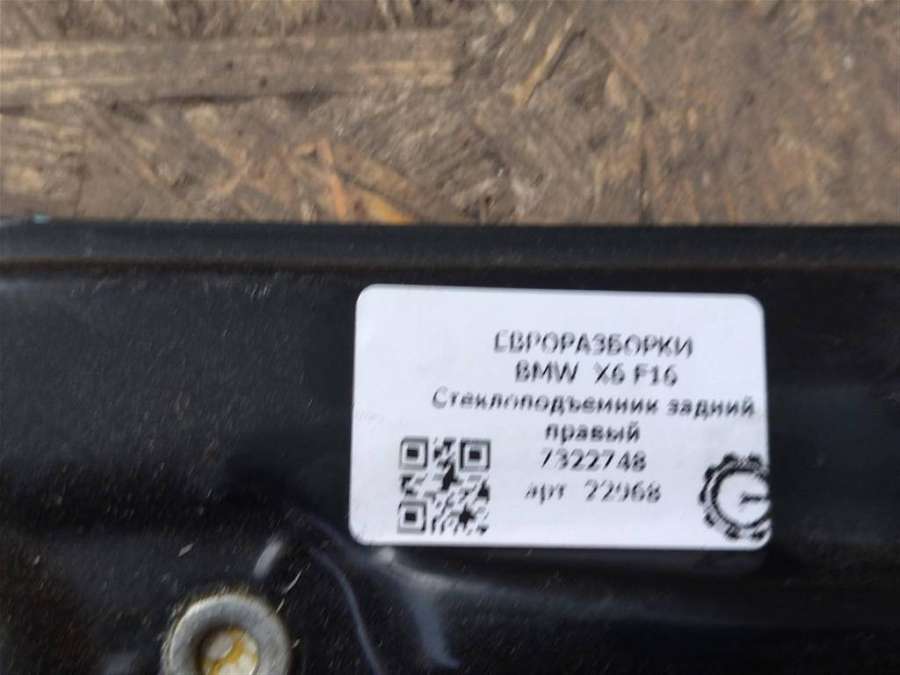 ЕВРОРАЗБОРКИ
BMW X6 F16
Стеклоподъемник задний
правый
7322748
арт 22968